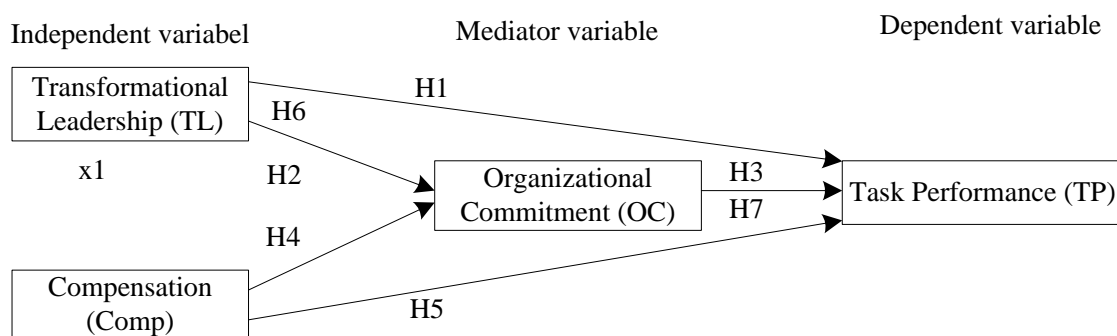 Independent variabel
Mediator variable
Dependent variable
Transformational
Leadership (TL)
H1
H6
x1
H2
Organizational
Commitment (OC)
H3
H7
Task Performance (TP)
H4
Compensation
(Comp)
H5